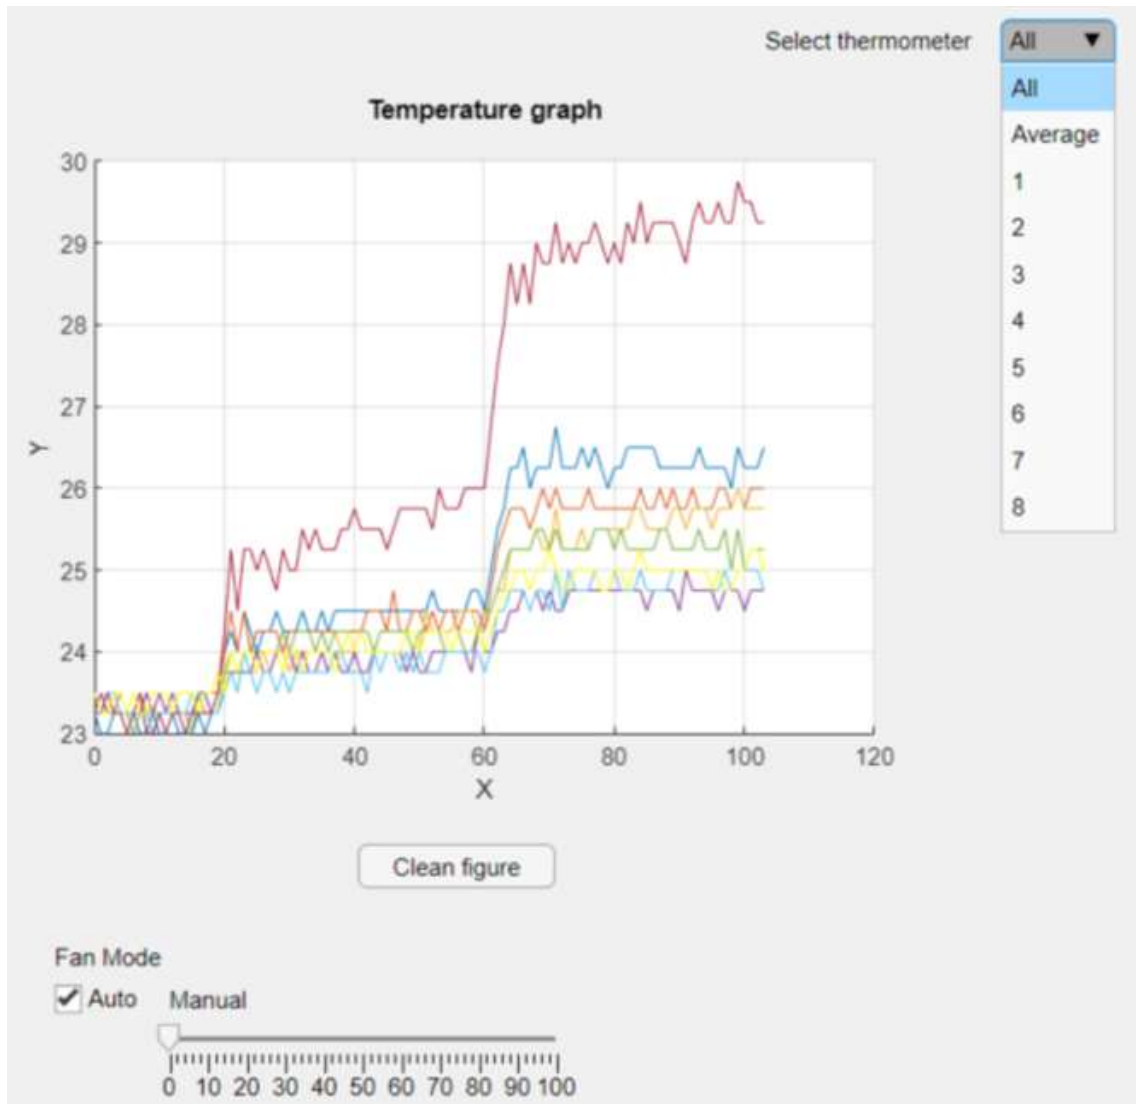 Select thermometer All ▼
All
Average
1
2
3
4
5
6
7
8
Temperature graph
30
29
28
27
26
25
24
23
Y
0 20 40 60 80 100 120
X
Clean figure
Fan Mode
Auto Manual
0 10 20 30 40 50 60 70 80 90 100